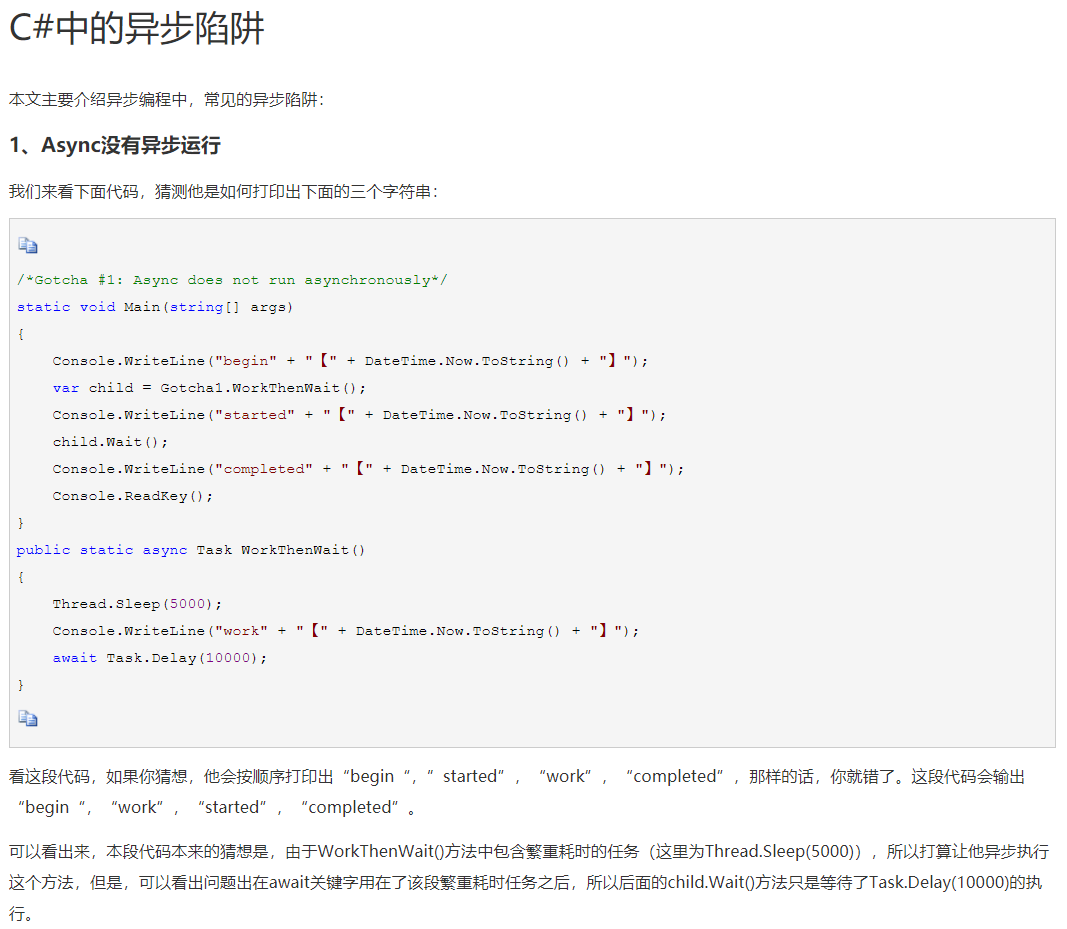 C#中的异步陷阱
本文主要介绍异步编程中，常见的异步陷阱：
1、Async没有异步运行
我们来看下面代码，猜测他是如何打印出下面的三个字符串：
/*Gotcha #1: Async does not run asynchronously*/
static void Main(string[] args)
{
    Console.WriteLine("begin" + "【" + DateTime.Now.ToString() + "】");
    var child = Gotcha1.WorkThenWait();
    Console.WriteLine("started" + "【" + DateTime.Now.ToString() + "】");
    child.Wait();
    Console.WriteLine("completed" + "【" + DateTime.Now.ToString() + "】");
    Console.ReadKey();
}
public static async Task WorkThenWait()
{
    Thread.Sleep(5000);
    Console.WriteLine("work" + "【" + DateTime.Now.ToString() + "】");
    await Task.Delay(10000);
}
看这段代码，如果你猜想，他会按顺序打印出“begin “，” started” ，“work” ，“completed” ，那样的话，你就错了。这段代码会输出
“begin “，“work” ，“started” ，“completed” 。
可以看出来，本段代码本来的猜想是，由于WorkThenWait()方法中包含繁重耗时的任务（这里为Thread.Sleep(5000)），所以打算让他异步执行
这个方法，但是，可以看出问题出在await关键字用在了该段繁重耗时任务之后，所以后面的child.Wait()方法只是等待了Task.Delay(10000)的执
行。